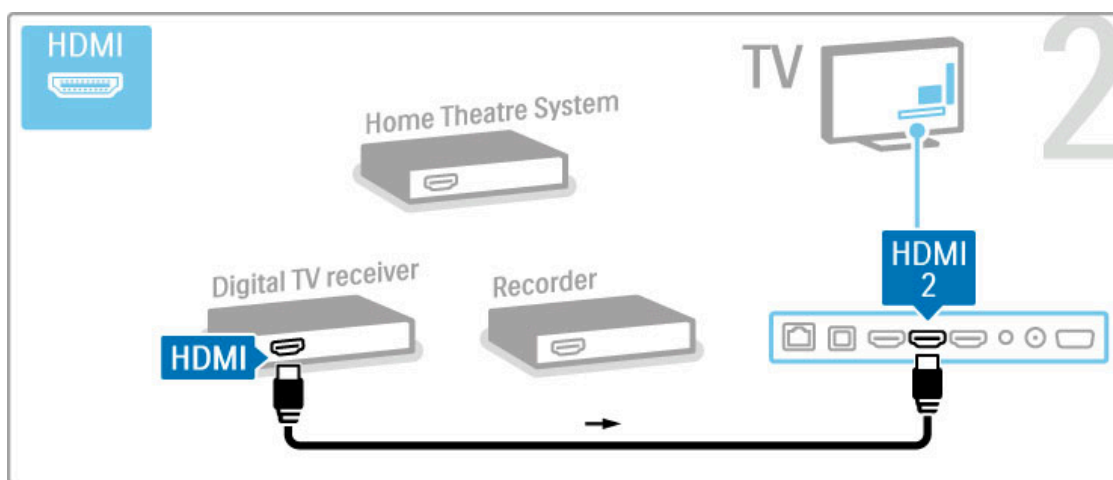 HDMI
TV
2
Home Theatre System
Digital TV receiver
Recorder
HDMI
2
HDMI